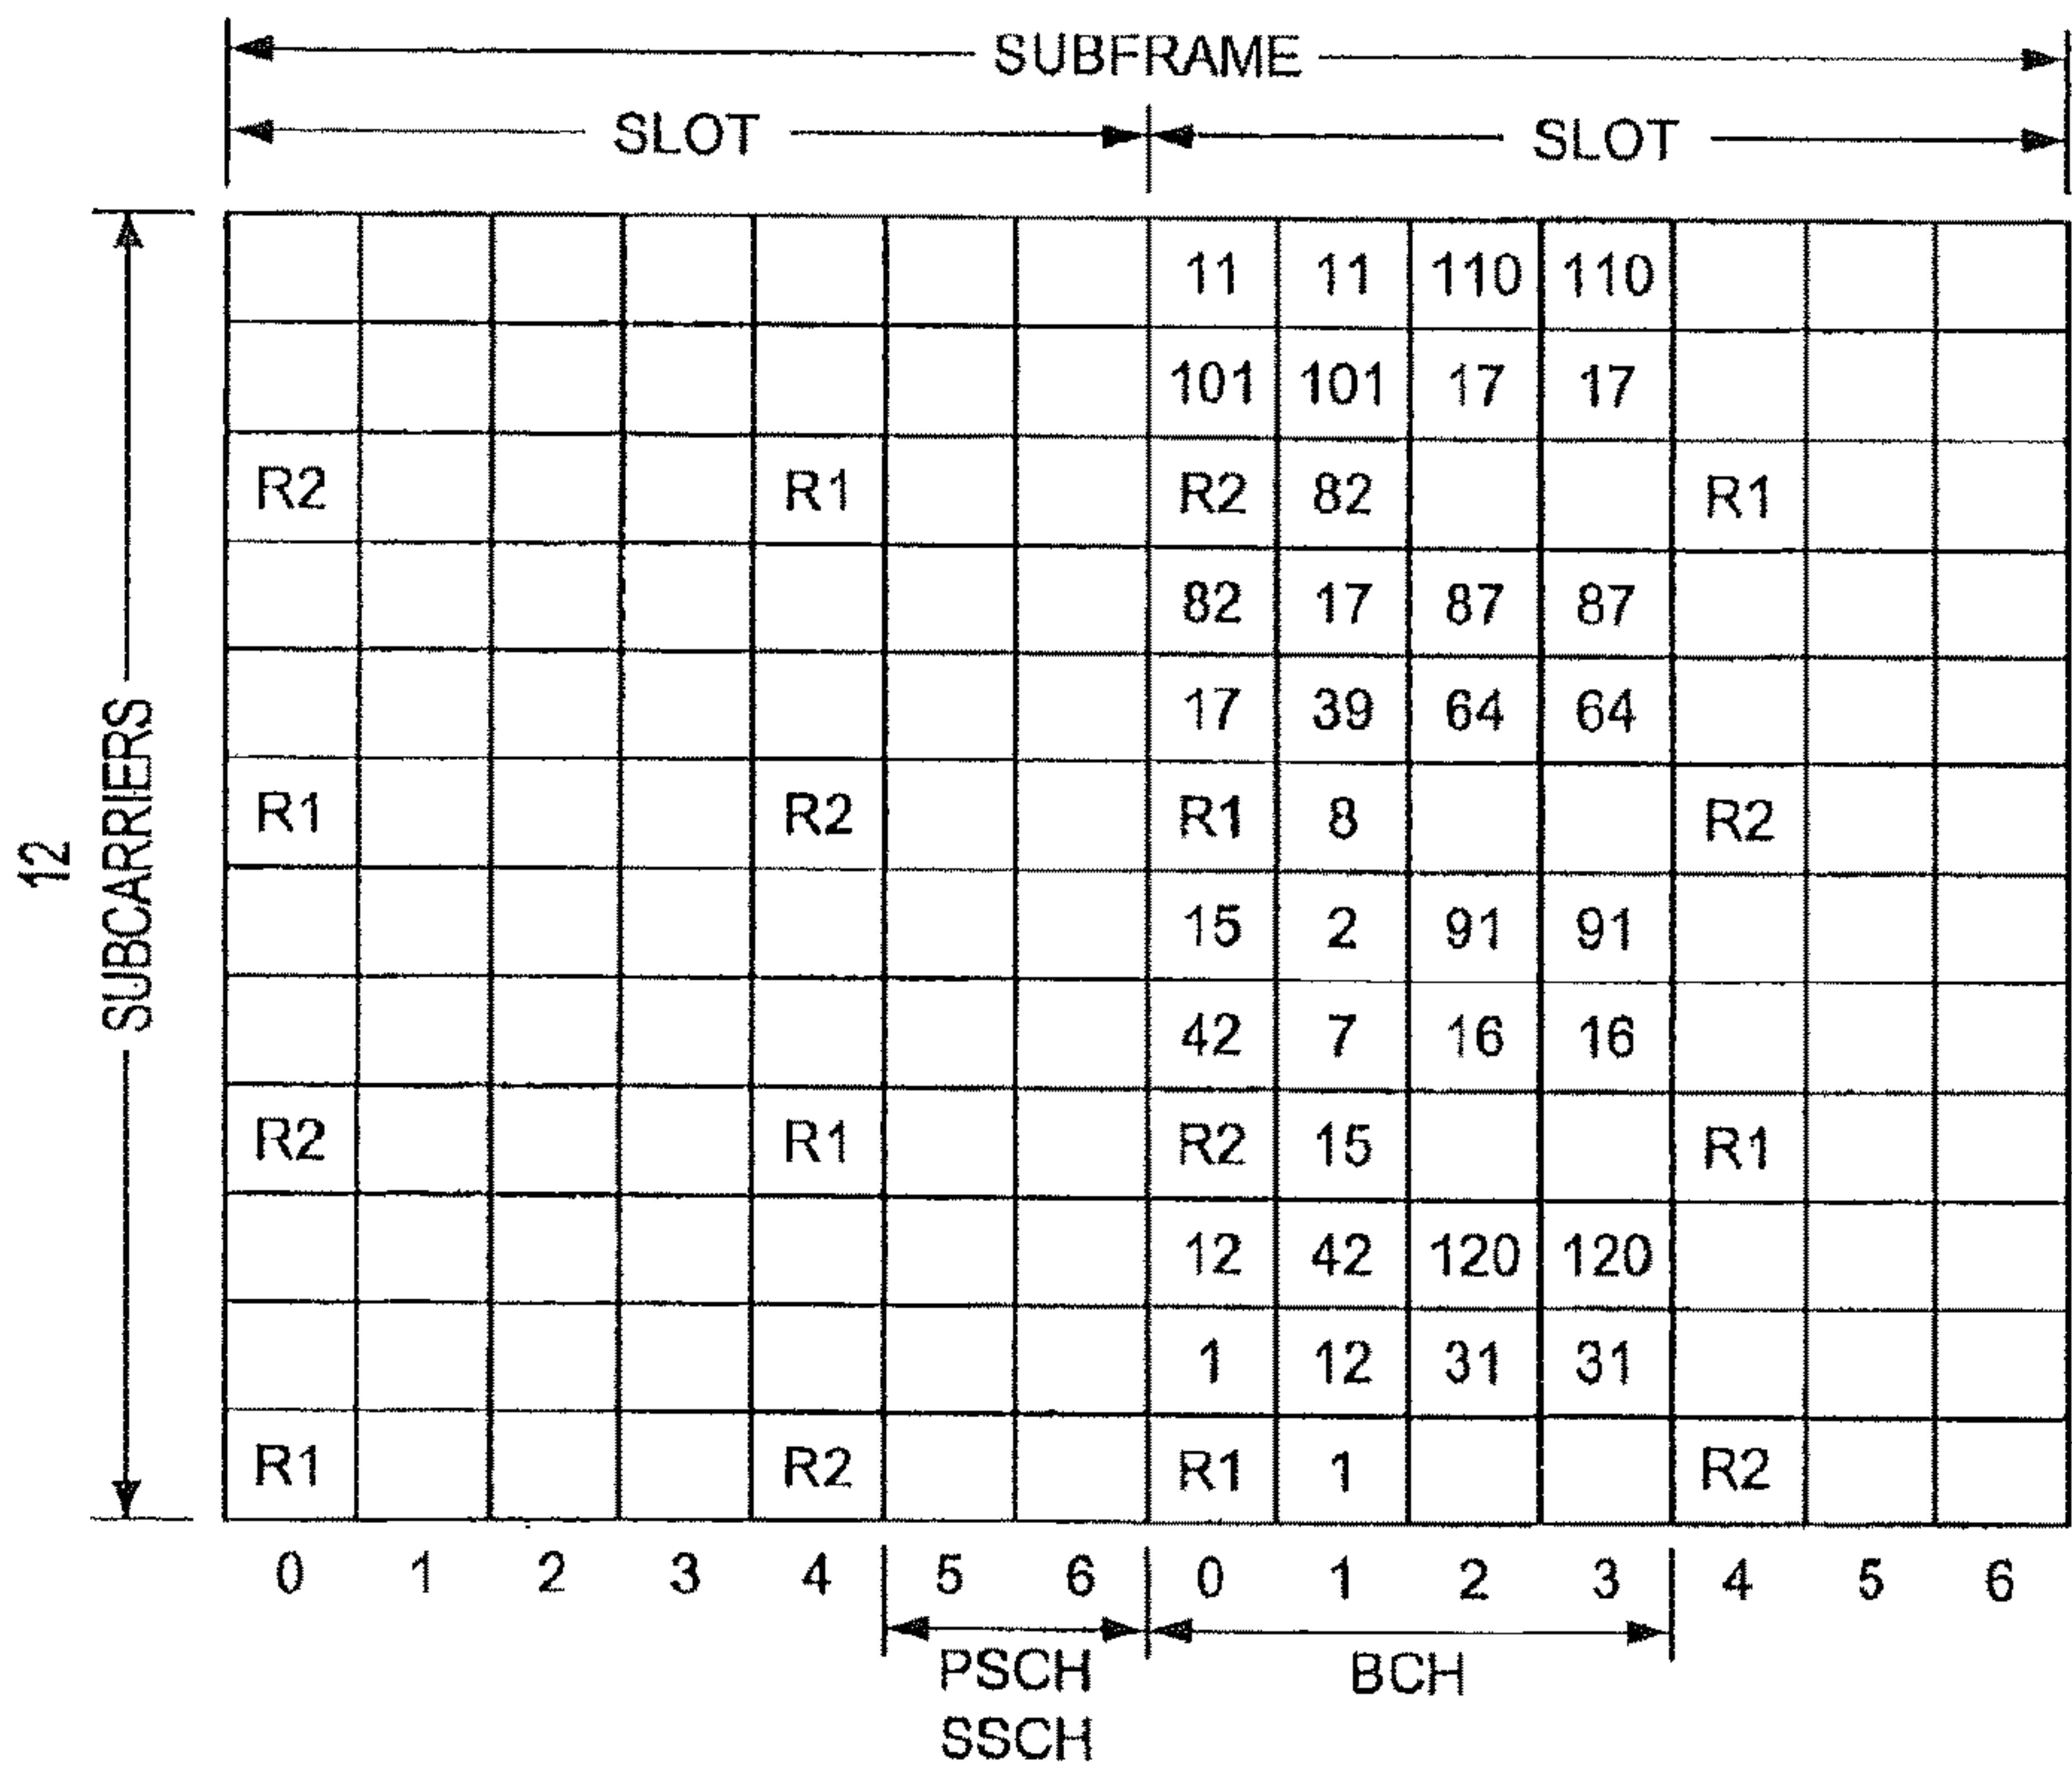 SUBFRAME
SLOT SLOT
11 11 110 110
101 101 17 17
R2 R1 R2 82 R1
82 17 87 87
17 39 64 64
R1 R2 R1 8 R2
15 2 91 91
42 7 16 16
R2 R1 R2 15 R1
12 42 120 120
1 12 31 31
R1 R2 R1 1 R2
12
SUBCARRIERS
0 1 2 3 4 5 6 0 1 2 3 4 5 6
PSCH BCH
SSCH